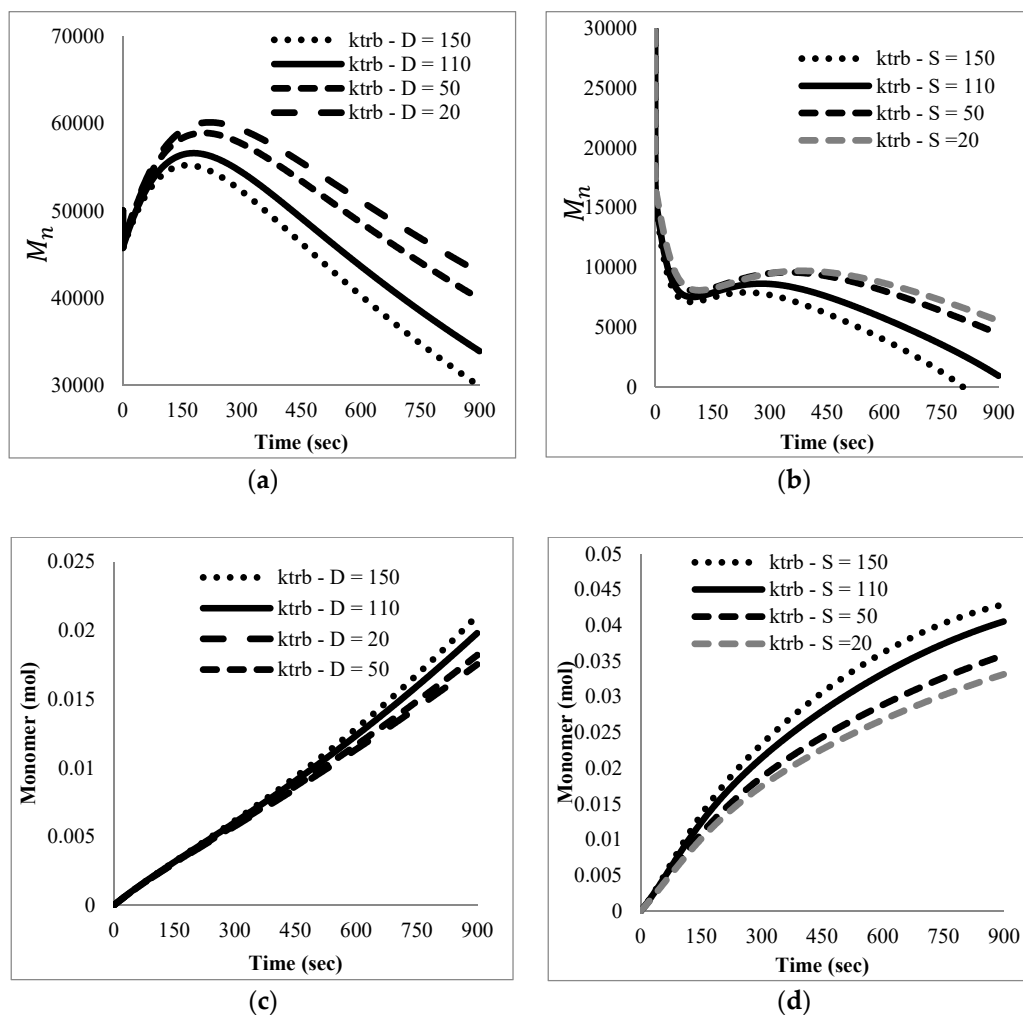 70000
60000
50000
40000
30000
M_n
ktrb - D = 150
ktrb - D = 110
ktrb - D = 50
ktrb - D = 20
0 150 300 450 600 750 900
Time (sec)
(a)
30000
25000
20000
15000
10000
5000
0
M_n
ktrb - S = 150
ktrb - S = 110
ktrb - S = 50
ktrb - S =20
0 150 300 450 600 750 900
Time (sec)
(b)
0.025
0.02
0.015
0.01
0.005
0
Monomer (mol)
ktrb - D = 150
ktrb - D = 110
ktrb - D = 20
ktrb - D = 50
0 150 300 450 600 750 900
Time (sec)
(c)
0.05
0.045
0.04
0.035
0.03
0.025
0.02
0.015
0.01
0.005
0
Monomer (mol)
ktrb - S = 150
ktrb - S = 110
ktrb - S = 50
ktrb - S =20
0 150 300 450 600 750 900
Time (sec)
(d)